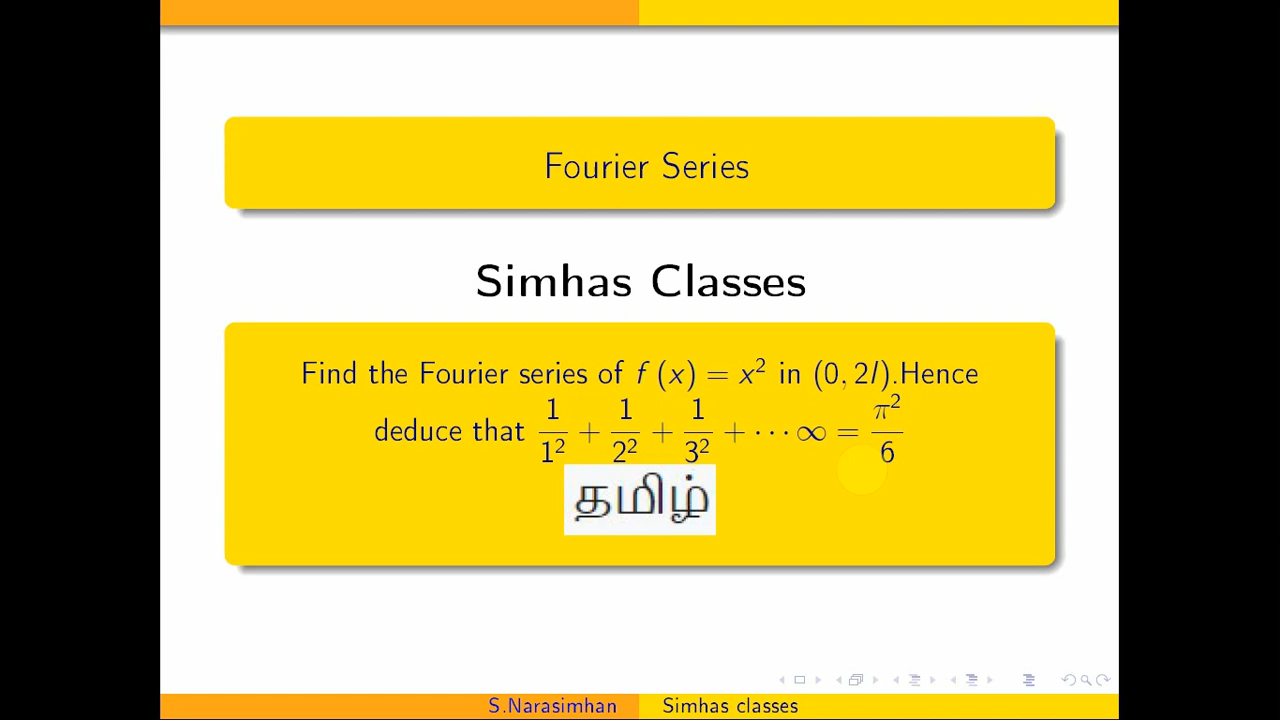 Fourier Series
Simhas Classes
Find the Fourier series of f (x) = x² in (0, 2l).Hence
deduce that 1/1² + 1/2² + 1/3² + ⋯ ∞ = π²/6
தமிழ்
S.Narasimhan Simhas classes